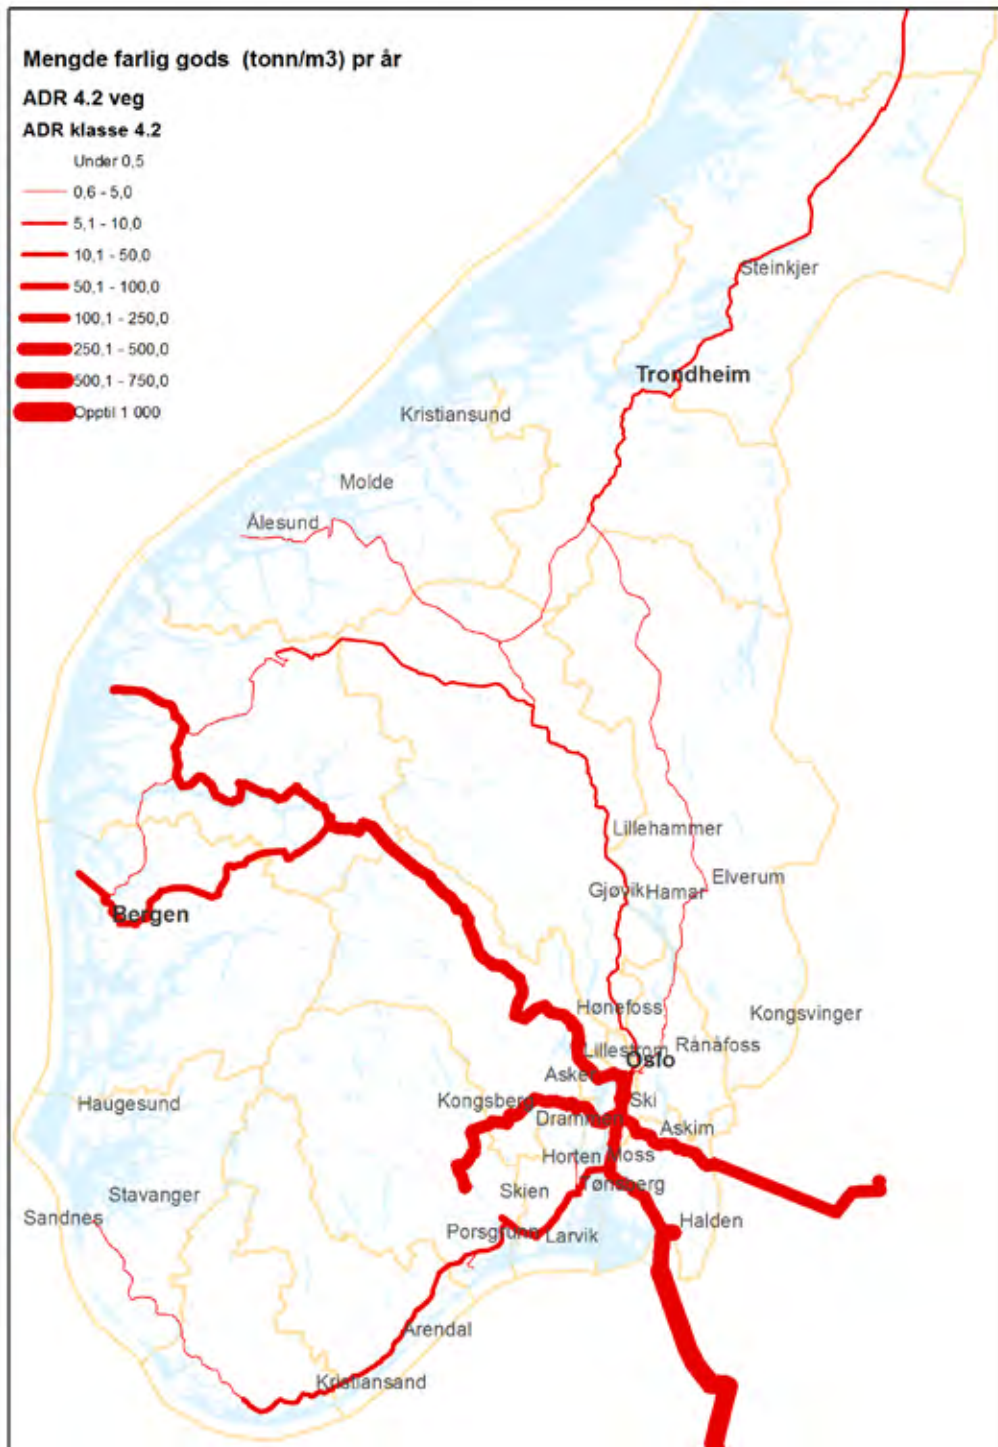 Mengde farlig gods (tonn/m3) pr år
ADR 4.2 veg
ADR klasse 4.2
Under 0,5
0,6 - 5,0
5,1 - 10,0
10,1 - 50,0
50,1 - 100,0
100,1 - 250,0
250,1 - 500,0
500,1 - 750,0
Opptil 1 000
Steinkjer
Trondheim
Kristiansund
Molde
Ålesund
Lillehammer
Elverum
Gjøvik
Hamar
Bergen
Hønefoss
Kongsvinger
Rånåfoss
Lillestrøm
Oslo
Asker
Haugesund
Kongsberg
Ski
Drammen
Askim
Horten
Moss
Tønsberg
Skien
Stavanger
Sandnes
Halden
Porsgrunn
Larvik
Arendal
Kristiansand